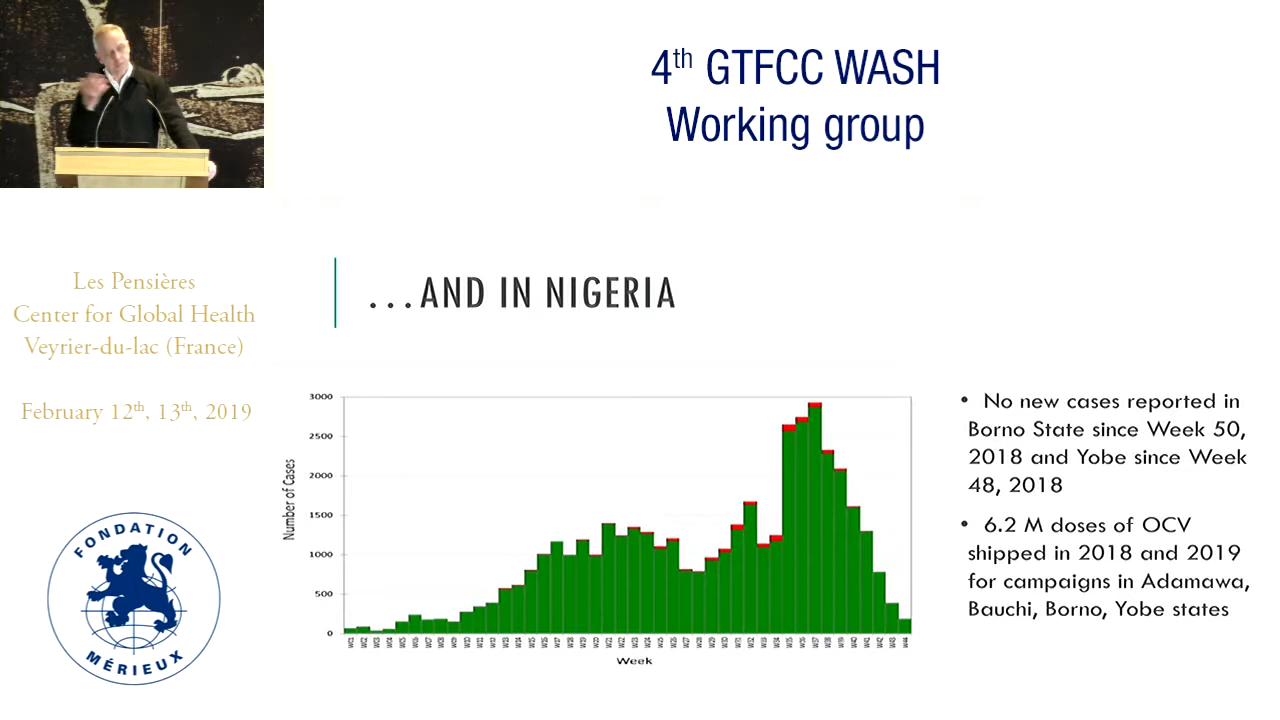 4th GTFCC WASH
Working group
Les Pensières
Center for Global Health
Veyrier-du-lac (France)
February 12th, 13th, 2019
FONDATION
MÉRIEUX
...AND IN NIGERIA
Number of Cases
3000
2500
2000
1500
1000
500
0
Week
• No new cases reported in
Borno State since Week 50,
2018 and Yobe since Week
48, 2018
• 6.2 M doses of OCV
shipped in 2018 and 2019
for campaigns in Adamawa,
Bauchi, Borno, Yobe states